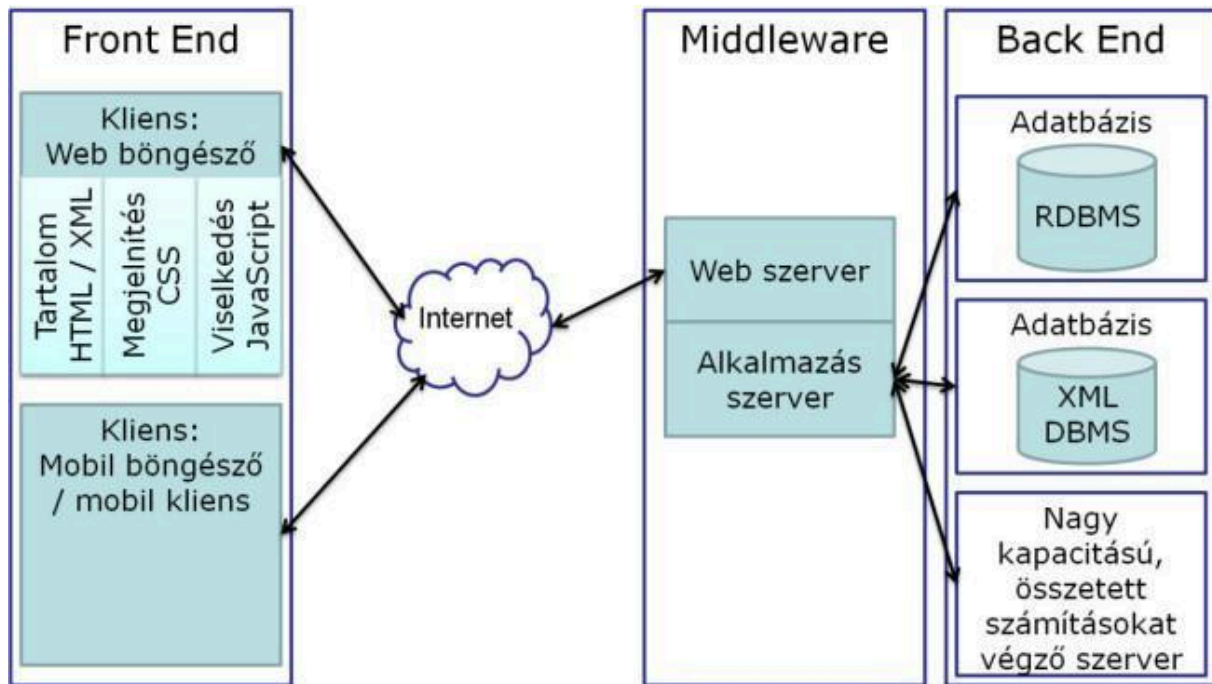 Front End
Kliens:
Web böngésző
Tartalom
HTML / XML
Megjelnítés
CSS
Viselkedés
JavaScript
Kliens:
Mobil böngésző
/ mobil kliens
Internet
Middleware
Web szerver
Alkalmazás
szerver
Back End
Adatbázis
RDBMS
Adatbázis
XML
DBMS
Nagy
kapacitású,
összetett
számításokat
végző szerver